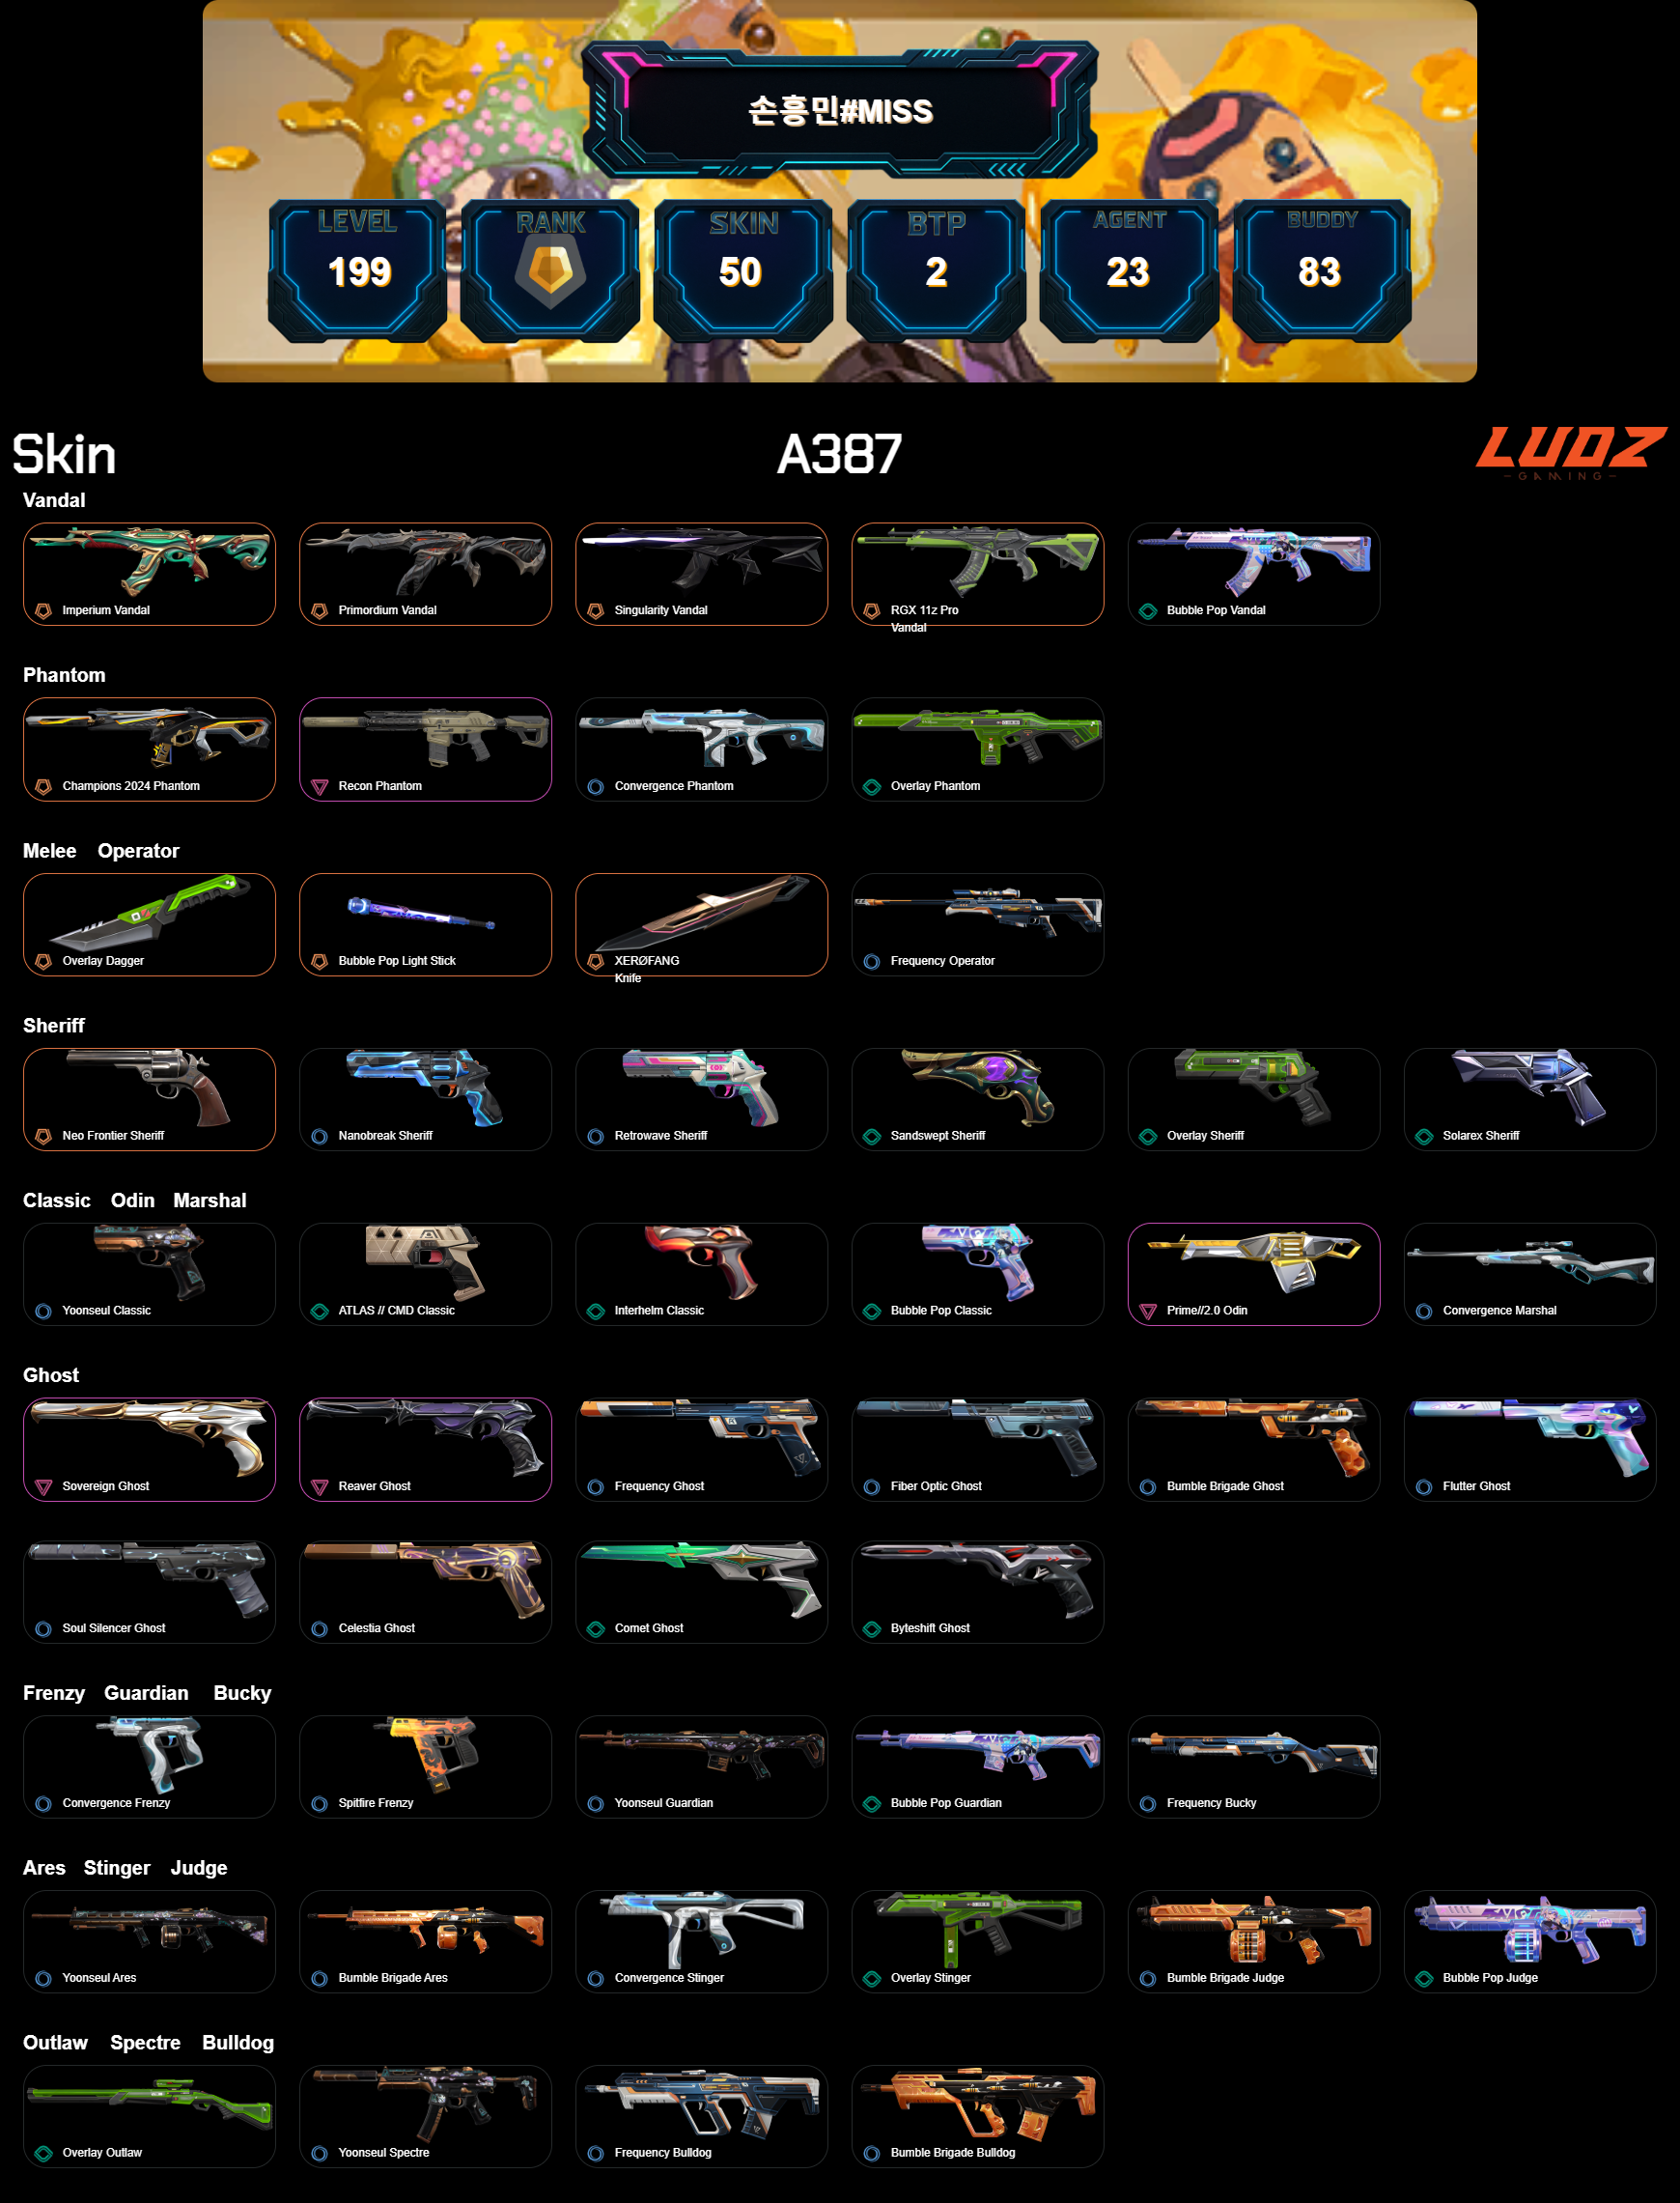 손흥민#MISS
LEVEL RANK SKIN BTP AGENT BUDDY
199 50 2 23 83
Skin A387 LUDZ
-GAMING-
Vandal
Imperium Vandal Primordium Vandal Singularity Vandal RGX 11z Pro Bubble Pop Vandal
Vandal
Phantom
Champions 2024 Phantom Recon Phantom Convergence Phantom Overlay Phantom
Melee Operator
Overlay Dagger Bubble Pop Light Stick XERØFANG Frequency Operator
Knife
Sheriff
Neo Frontier Sheriff Nanobreak Sheriff Retrowave Sheriff Sandswept Sheriff Overlay Sheriff Solarex Sheriff
Classic Odin Marshal
Yoonseul Classic ATLAS // CMD Classic Interhelm Classic Bubble Pop Classic Prime//2.0 Odin Convergence Marshal
Ghost
Sovereign Ghost Reaver Ghost Frequency Ghost Fiber Optic Ghost Bumble Brigade Ghost Flutter Ghost
Soul Silencer Ghost Celestia Ghost Comet Ghost Byteshift Ghost
Frenzy Guardian Bucky
Convergence Frenzy Spitfire Frenzy Yoonseul Guardian Bubble Pop Guardian Frequency Bucky
Ares Stinger Judge
Yoonseul Ares Bumble Brigade Ares Convergence Stinger Overlay Stinger Bumble Brigade Judge Bubble Pop Judge
Outlaw Spectre Bulldog
Overlay Outlaw Yoonseul Spectre Frequency Bulldog Bumble Brigade Bulldog